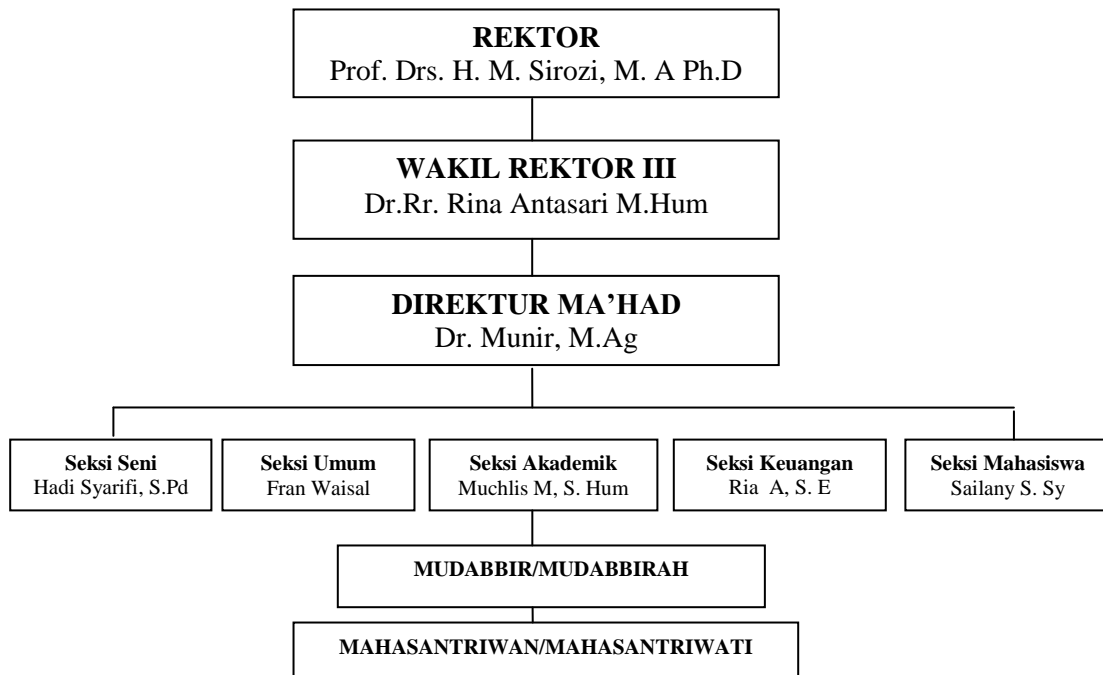 REKTOR
Prof. Drs. H. M. Sirozi, M. A Ph.D
WAKIL REKTOR III
Dr.Rr. Rina Antasari M.Hum
DIREKTUR MA’HAD
Dr. Munir, M.Ag
Seksi Seni
Hadi Syarifi, S.Pd
Seksi Umum
Fran Waisal
Seksi Akademik
Muchlis M, S. Hum
Seksi Keuangan
Ria A, S. E
Seksi Mahasiswa
Sailany S. Sy
MUDABBIR/MUDABBIRAH
MAHASANTRIWAN/MAHASANTRIWATI